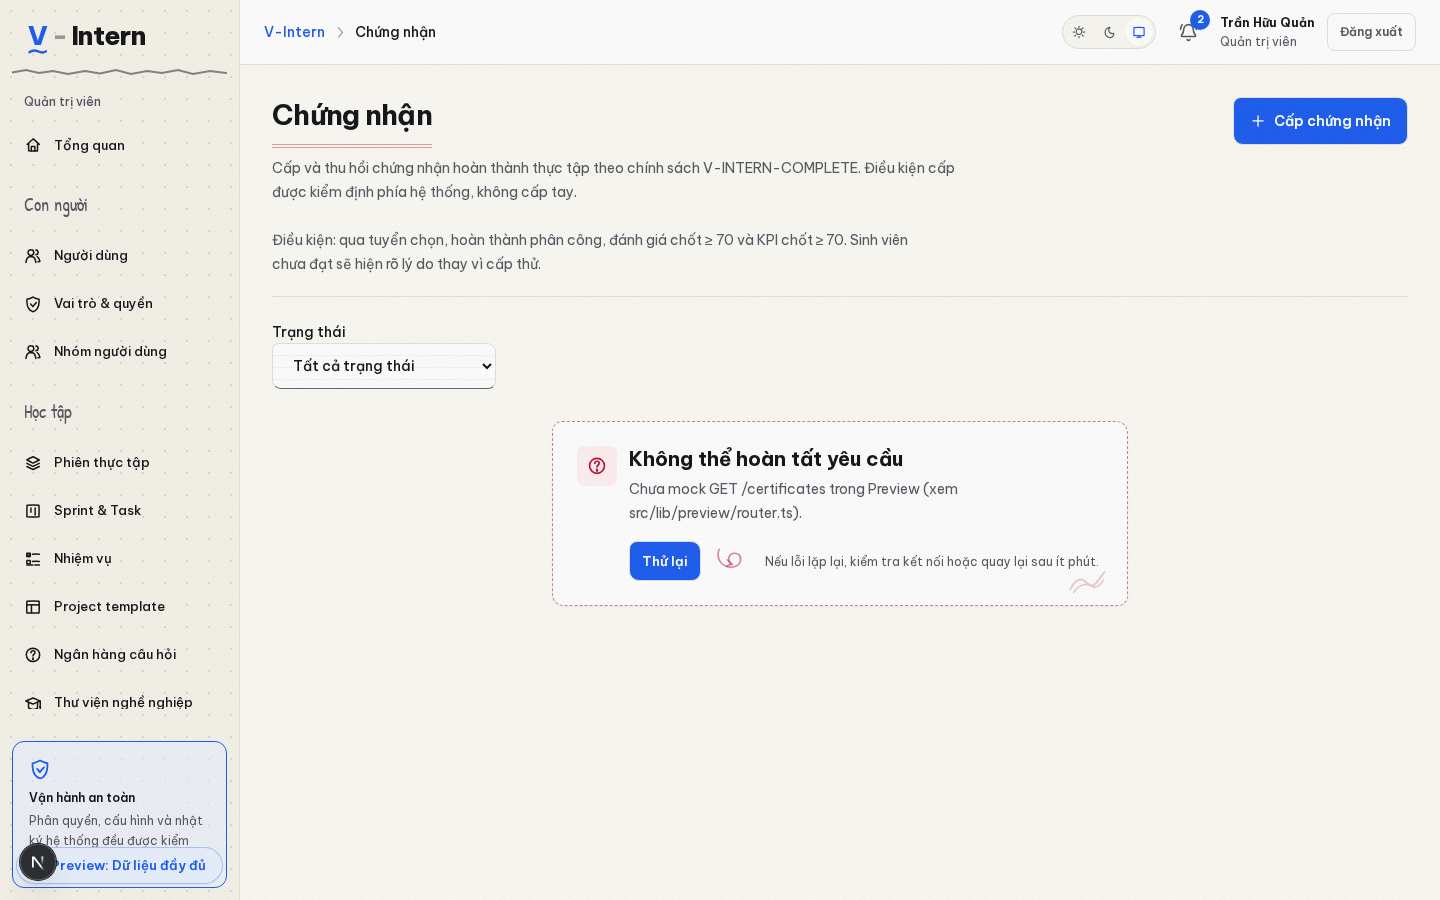 V - Intern
Quản trị viên
Tổng quan
Con người
Người dùng
Vai trò & quyền
Nhóm người dùng
Học tập
Phiên thực tập
Sprint & Task
Nhiệm vụ
Project template
Ngân hàng câu hỏi
Thư viện nghề nghiệp
Vận hành an toàn
Phân quyền, cấu hình và nhật
ký hệ thống đều được kiểm
Preview: Dữ liệu đầy đủ
N
V-Intern
Chứng nhận
2
Trần Hữu Quản
Quản trị viên
Đăng xuất
Chứng nhận
Cấp chứng nhận
Cấp và thu hồi chứng nhận hoàn thành thực tập theo chính sách V-INTERN-COMPLETE. Điều kiện cấp
được kiểm định phía hệ thống, không cấp tay.
Điều kiện: qua tuyển chọn, hoàn thành phân công, đánh giá chốt ≥ 70 và KPI chốt ≥ 70. Sinh viên
chưa đạt sẽ hiện rõ lý do thay vì cấp thử.
Trạng thái
Tất cả trạng thái
Không thể hoàn tất yêu cầu
Chưa mock GET /certificates trong Preview (xem
src/lib/preview/router.ts).
Thử lại
Nếu lỗi lặp lại, kiểm tra kết nối hoặc quay lại sau ít phút.